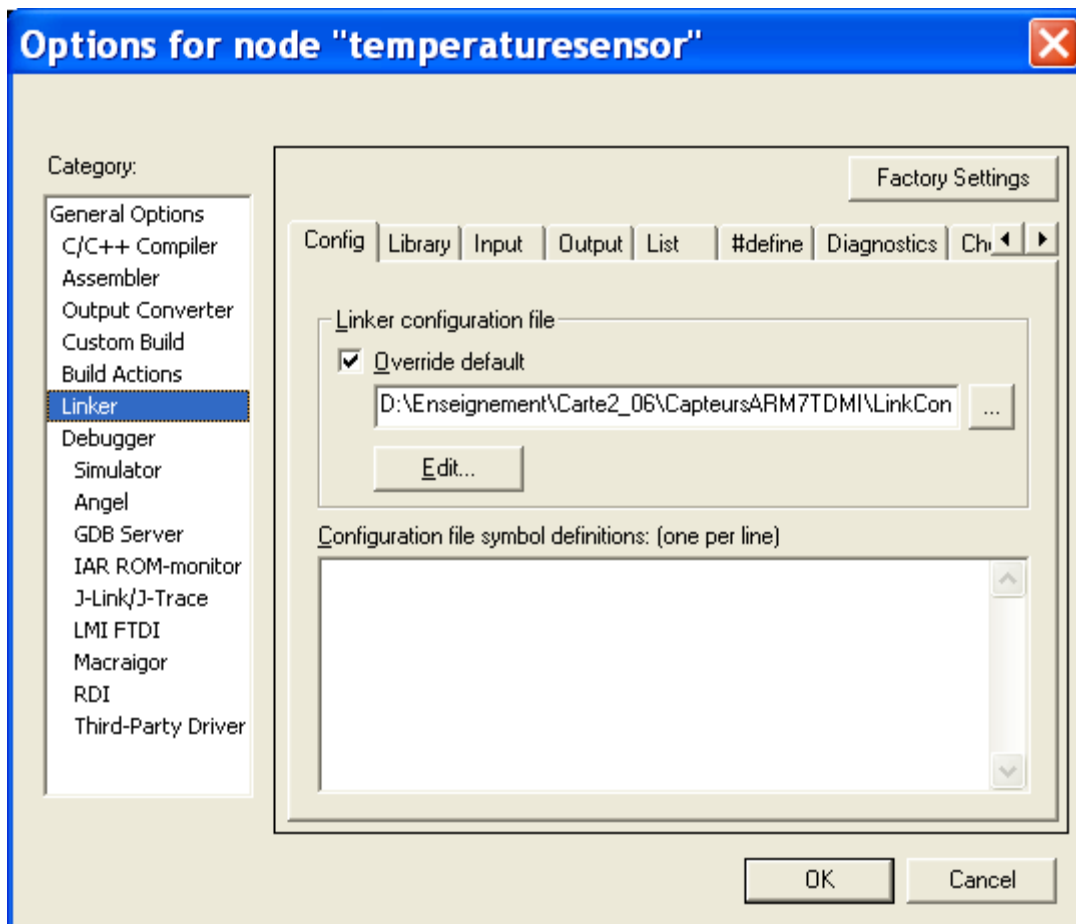 Options for node "temperaturesensor"
Category:
General Options
C/C++ Compiler
Assembler
Output Converter
Custom Build
Build Actions
Linker
Debugger
Simulator
Angel
GDB Server
IAR ROM-monitor
J-Link/J-Trace
LMI FTDI
Macraigor
RDI
Third-Party Driver
Factory Settings
Config Library Input Output List #define Diagnostics Ch
Linker configuration file
Override default
D:\Enseignement\Carte2_06\CapteursARM7TDMI\LinkCon ...
Edit...
Configuration file symbol definitions: (one per line)
OK Cancel